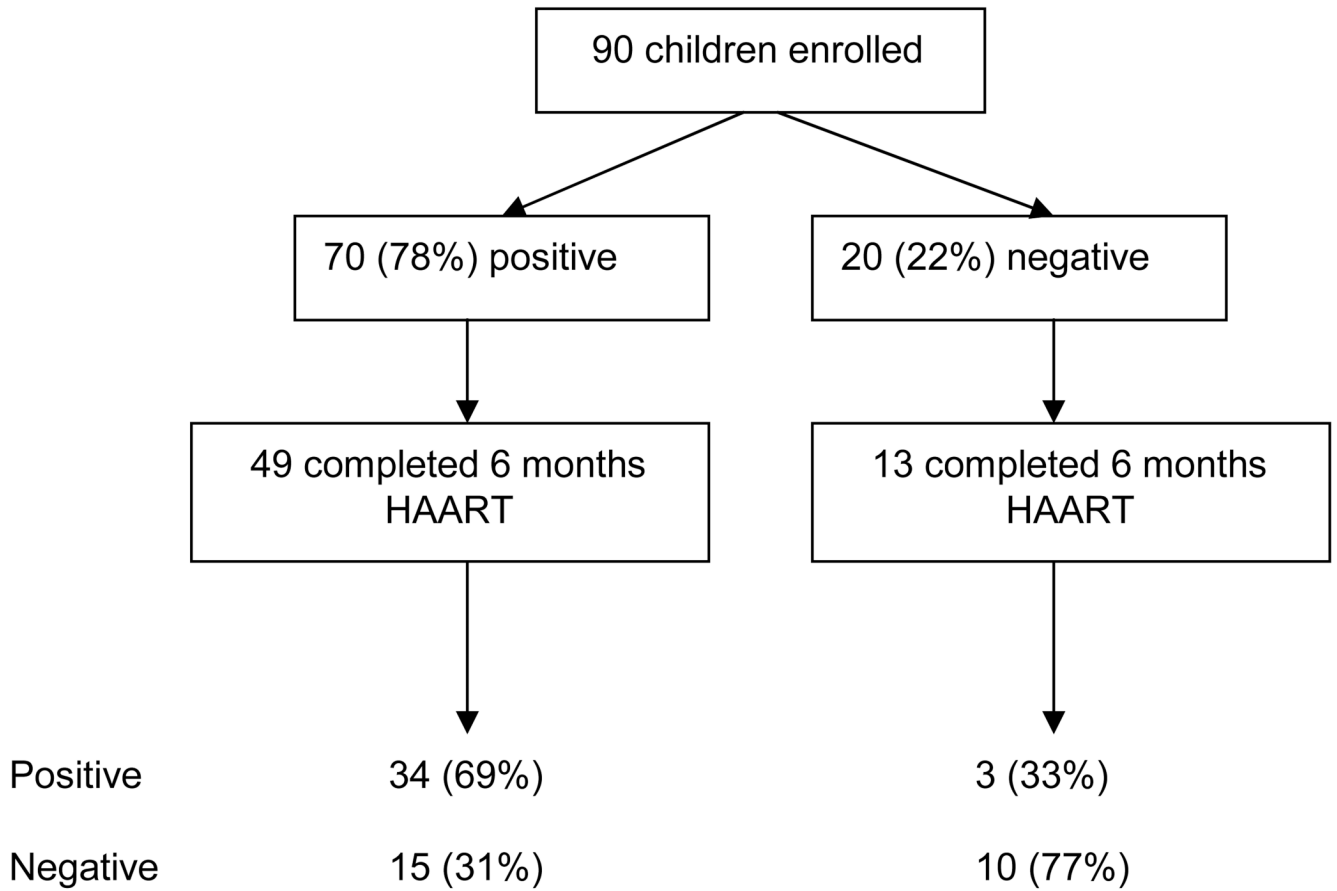 90 children enrolled
70 (78%) positive
20 (22%) negative
49 completed 6 months
HAART
13 completed 6 months
HAART
Positive 34 (69%) 3 (33%)
Negative 15 (31%) 10 (77%)